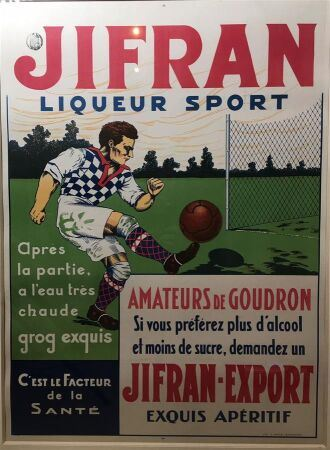 JIFRAN
LIQUEUR SPORT
apres
la partie,
a l'eau très
chaude
grog exquis
C'EST LE FACTEUR
DE LA
SANTÉ
AMATEURS DE GOUDRON
Si vous préférez plus d'alcool
et moins de sucre, demandez un
JIFRAN-EXPORT
EXQUIS APÉRITIF